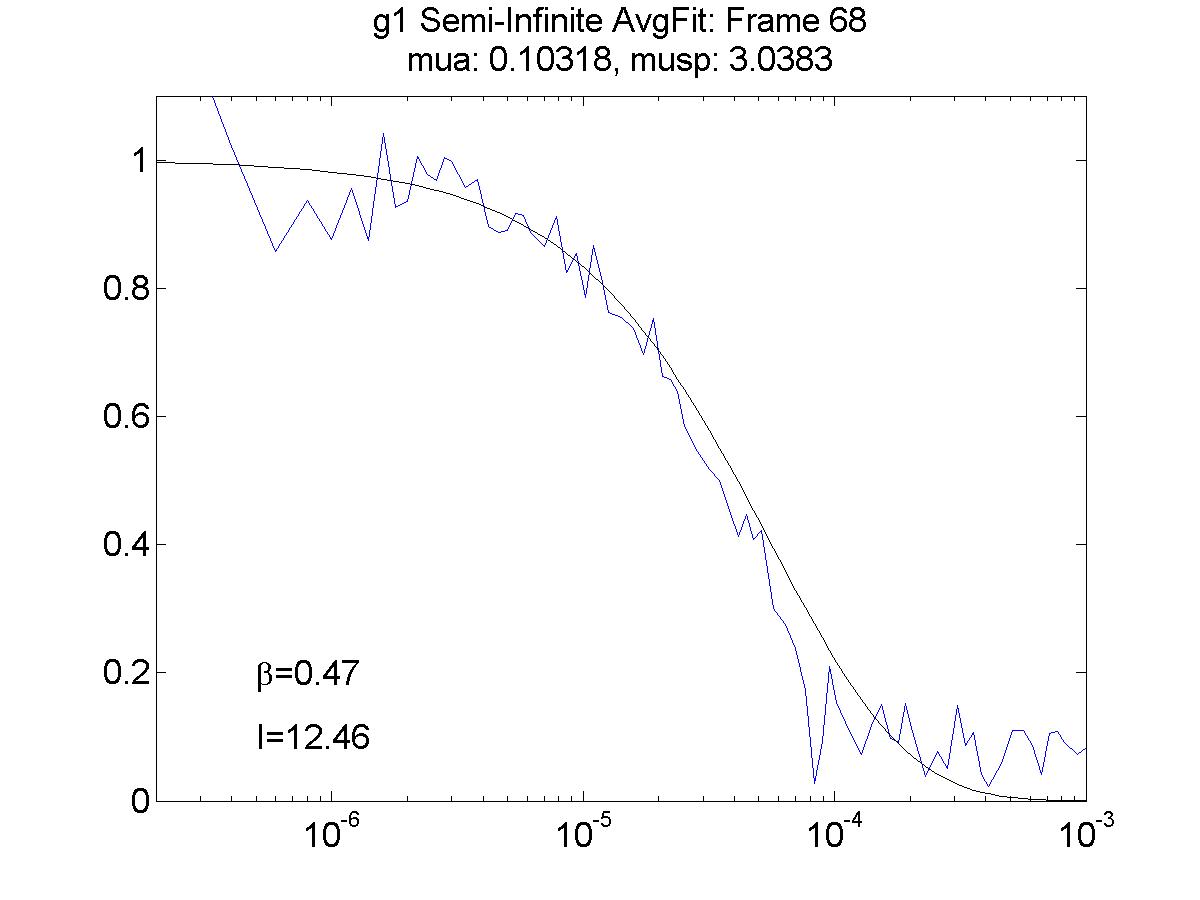 g1 Semi-Infinite AvgFit: Frame 68
mua: 0.10318, musp: 3.0383
1
0.8
0.6
0.4
0.2
0
β=0.47
I=12.46
10^-6
10^-5
10^-4
10^-3